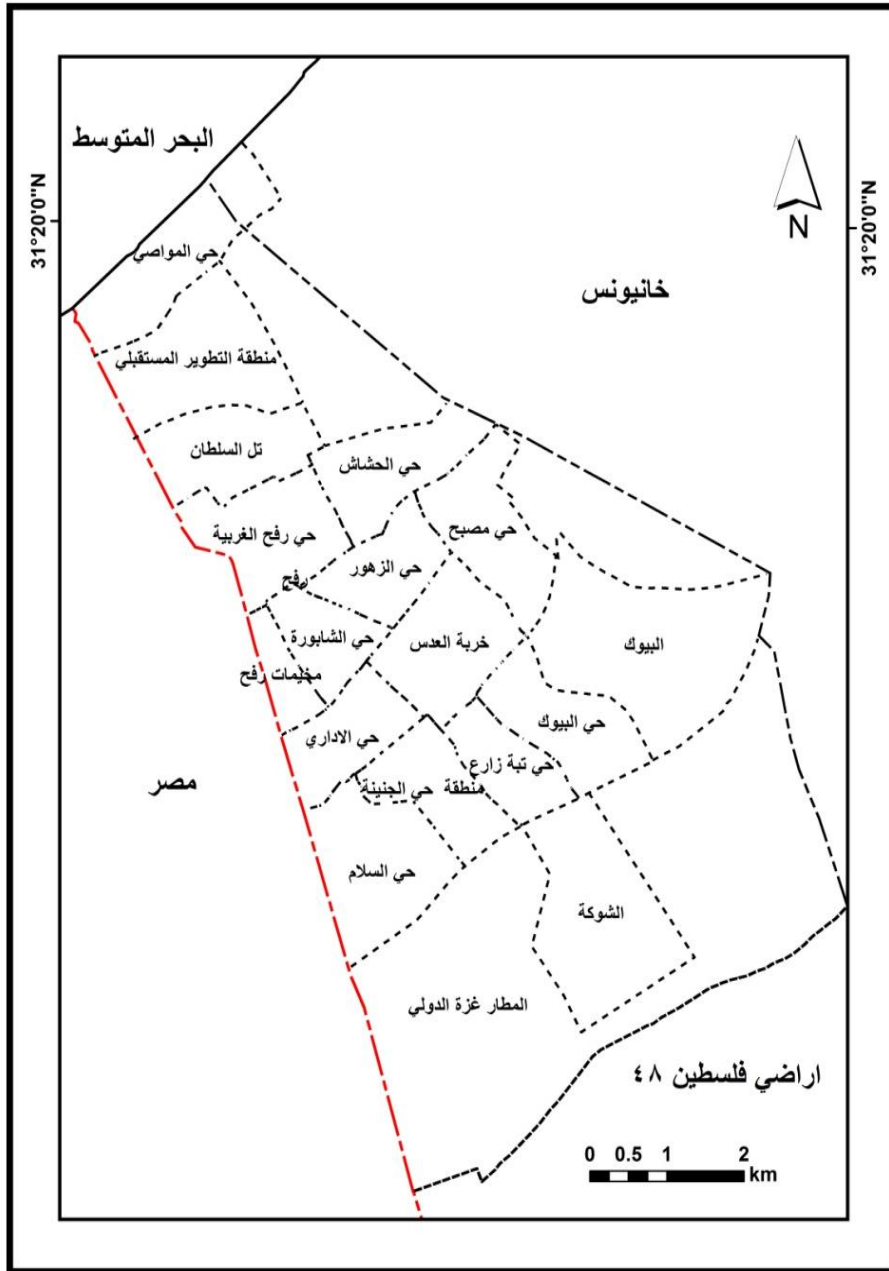 البحر المتوسط
31°20'0"N
31°20'0"N
N
حي المواصي
خانيونس
منطقة التطوير المستقبلي
تل السلطان
حي الحشاش
حي رفح الغربية
حي مصبح
حي الزهور
رفح
حي الشابورة
خربة العدس
البيوك
مخيمات رفح
حي الاداري
حي البيوك
حي تبة زارع
مصر
منطقة حي الجنينة
حي السلام
الشوكة
المطار غزة الدولي
اراضي فلسطين ٤٨
0 0.5 1 2
km